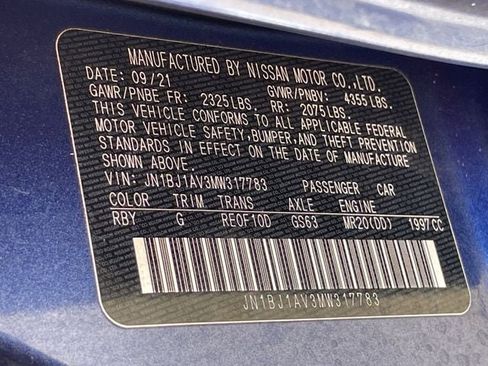 MANUFACTURED BY NISSAN MOTOR CO.,LTD.
DATE: 09/21 GVWR/PNBV: 4355 LBS.
GAWR/PNBE FR: 2325 LBS. RR: 2075 LBS.
THIS VEHICLE CONFORMS TO ALL APPLICABLE FEDERAL
MOTOR VEHICLE SAFETY, BUMPER, AND THEFT PREVENTION
STANDARDS IN EFFECT ON THE DATE OF MANUFACTURE
SHOWN ABOVE.
VIN: JN1BJ1AV3MW317783 PASSENGER CAR
COLOR TRIM TRANS AXLE ENGINE
RBY G RE0F10D GS63 MR20(DD) 1997CC
JN1BJ1AV3MW317783